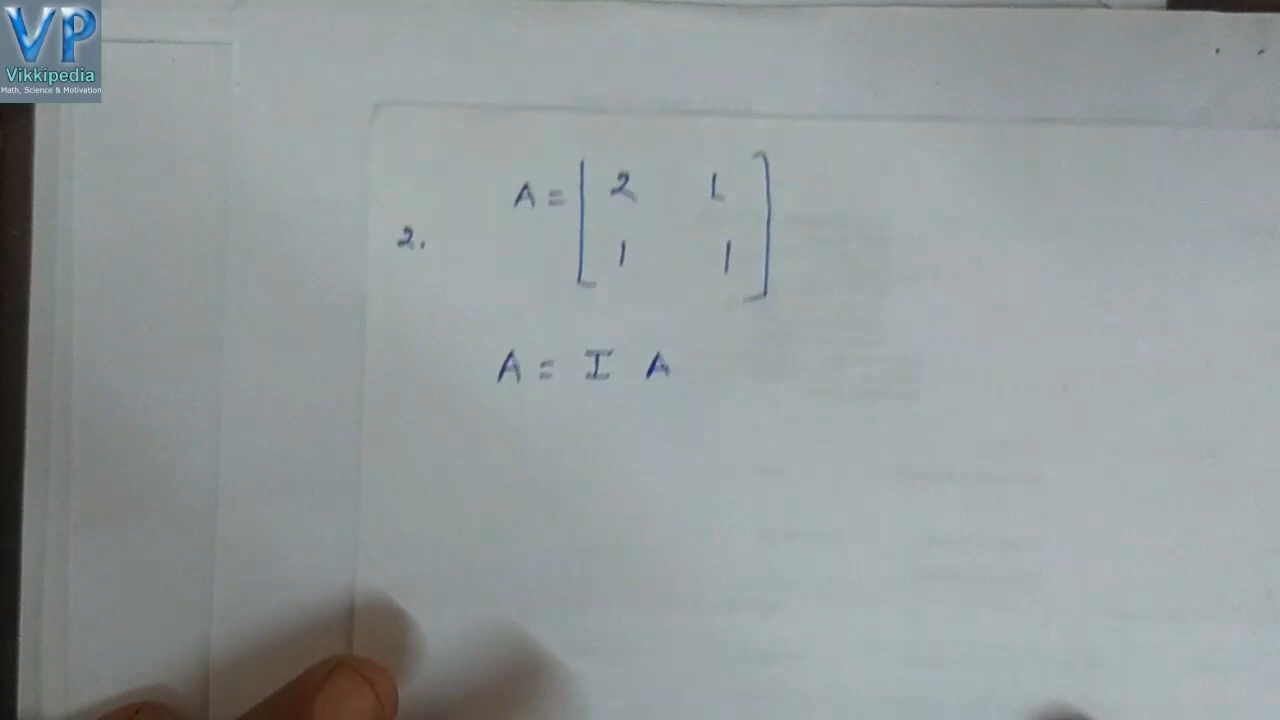 VP
Vikkipedia
Math, Science & Motivation
2. A = [ 2 1
1 1 ]
A = I A